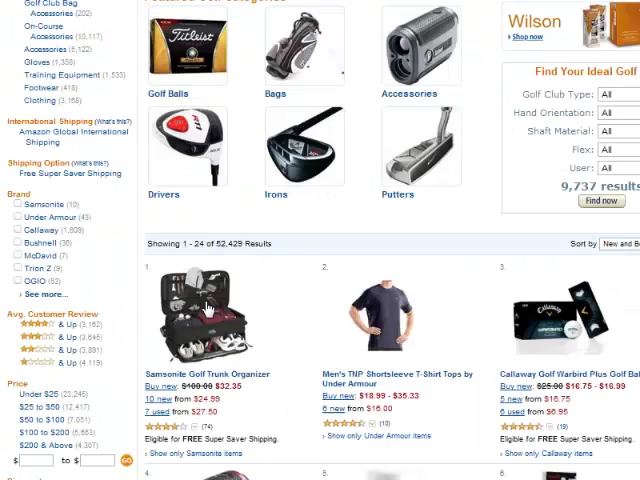 Golf Club Bag
Accessories (202)
On-Course
Accessories (10,117)
Accessories (5,122)
Gloves (1,358)
Training Equipment (1,533)
Footwear (418)
Clothing (3,168)
International Shipping (What's this?)
Amazon Global International
Shipping
Shipping Option (What's this?)
Free Super Saver Shipping
Brand
Samsonite (10)
Under Armour (43)
Callaway (1,809)
Bushnell (36)
McDavid (7)
Trion Z (9)
OGIO (53)
› See more...
Avg. Customer Review
& Up (3,162)
& Up (3,645)
& Up (3,891)
& Up (4,119)
Price
Under $25 (23,245)
$25 to $50 (12,417)
$50 to $100 (7,051)
$100 to $200 (5,653)
$200 & Above (4,307)
$ to $ GO
Titleist
Golf Balls
Bags
Accessories
Drivers
Irons
Putters
Wilson
› Shop now
Find Your Ideal Golf
Golf Club Type: All
Hand Orientation: All
Shaft Material: All
Flex: All
User: All
9,737 results
Find now
Showing 1 - 24 of 52,429 Results
Sort by New and B
1.
Samsonite Golf Trunk Organizer
Buy new: $100.00 $32.35
10 new from $24.99
7 used from $27.50
(74)
Eligible for FREE Super Saver Shipping.
› Show only Samsonite items
2.
Men's TNP Shortsleeve T-Shirt Tops by
Under Armour
Buy new: $18.99 - $35.33
6 new from $16.00
(10)
› Show only Under Armour items
3.
Callaway
Callaway Golf Warbird Plus Golf Bal
Buy new: $25.00 $16.75 - $16.99
5 new from $16.75
6 used from $6.95
(19)
Eligible for FREE Super Saver Shipping.
› Show only Callaway items
4.
5.
6.